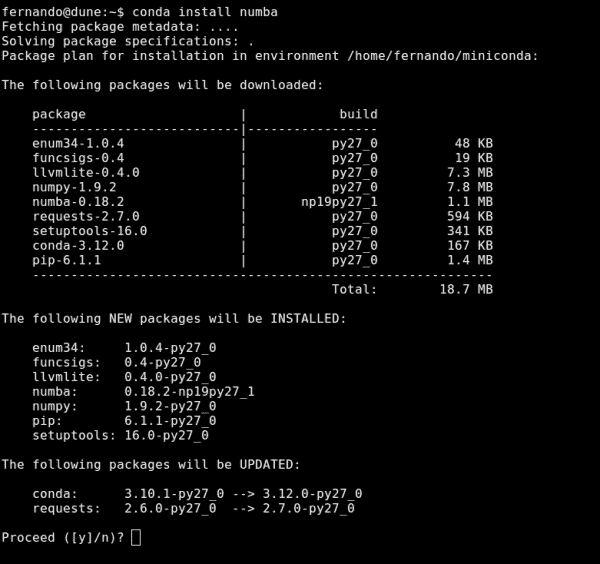 fernando@dune:~$ conda install numba
Fetching package metadata: ....
Solving package specifications: .
Package plan for installation in environment /home/fernando/miniconda:

The following packages will be downloaded:

    package                    |            build
    ---------------------------|-----------------
    enum34-1.0.4               |           py27_0          48 KB
    funcsigs-0.4               |           py27_0          19 KB
    llvmlite-0.4.0             |           py27_0         7.3 MB
    numpy-1.9.2                |           py27_0         7.8 MB
    numba-0.18.2               |       np19py27_1         1.1 MB
    requests-2.7.0             |           py27_0         594 KB
    setuptools-16.0            |           py27_0         341 KB
    conda-3.12.0               |           py27_0         167 KB
    pip-6.1.1                  |           py27_0         1.4 MB
    ------------------------------------------------------------
                                           Total:        18.7 MB

The following NEW packages will be INSTALLED:

    enum34:     1.0.4-py27_0
    funcsigs:   0.4-py27_0
    llvmlite:   0.4.0-py27_0
    numba:      0.18.2-np19py27_1
    numpy:      1.9.2-py27_0
    pip:        6.1.1-py27_0
    setuptools: 16.0-py27_0

The following packages will be UPDATED:

    conda:      3.10.1-py27_0 --> 3.12.0-py27_0
    requests:   2.6.0-py27_0  --> 2.7.0-py27_0

Proceed ([y]/n)?